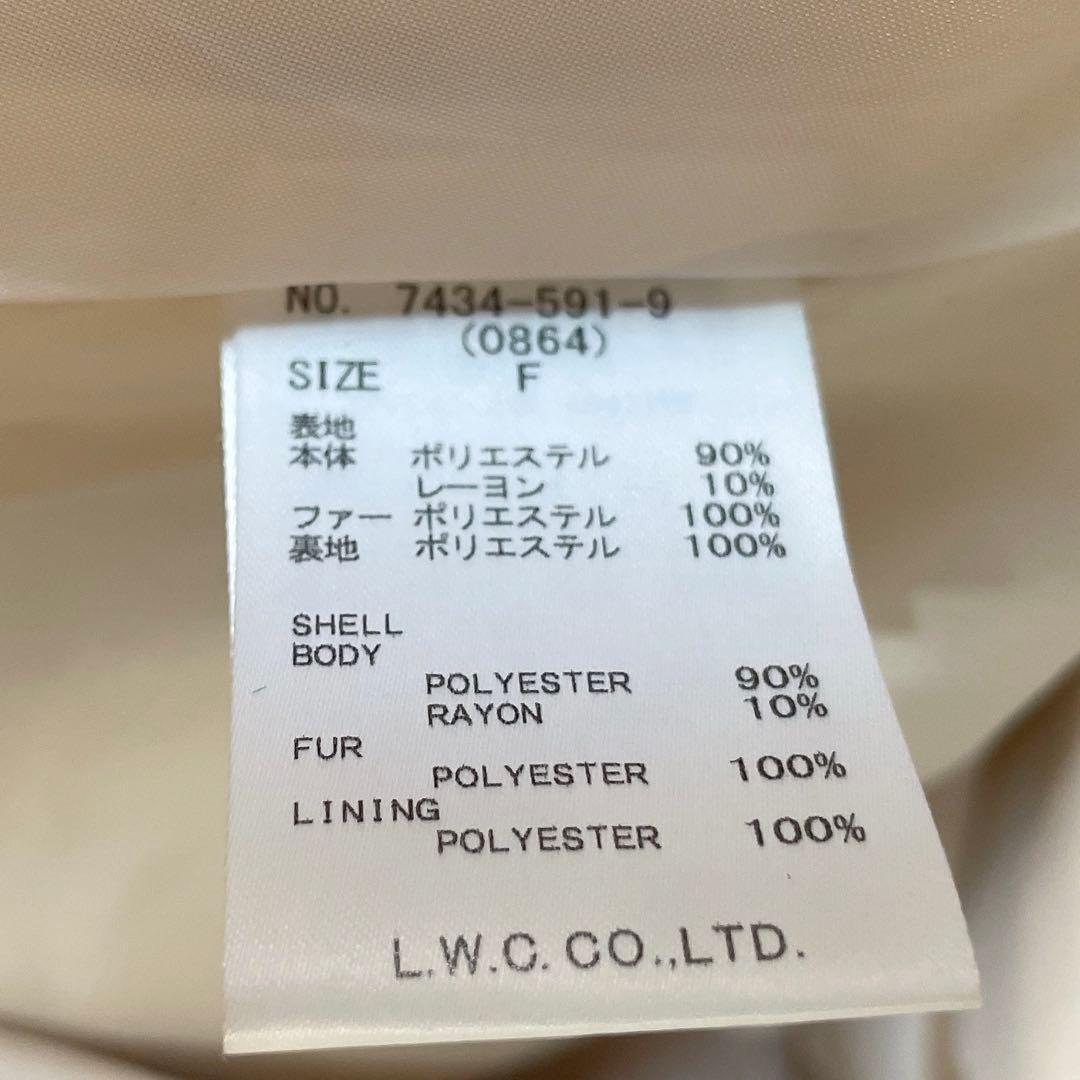 NO. 7434-591-9
(0864)
SIZE F
表地
本体 ポリエステル 90%
レーヨン 10%
ファー ポリエステル 100%
裏地 ポリエステル 100%
SHELL
BODY
POLYESTER 90%
RAYON 10%
FUR
POLYESTER 100%
LINING
POLYESTER 100%
L.W.C. CO.,LTD.